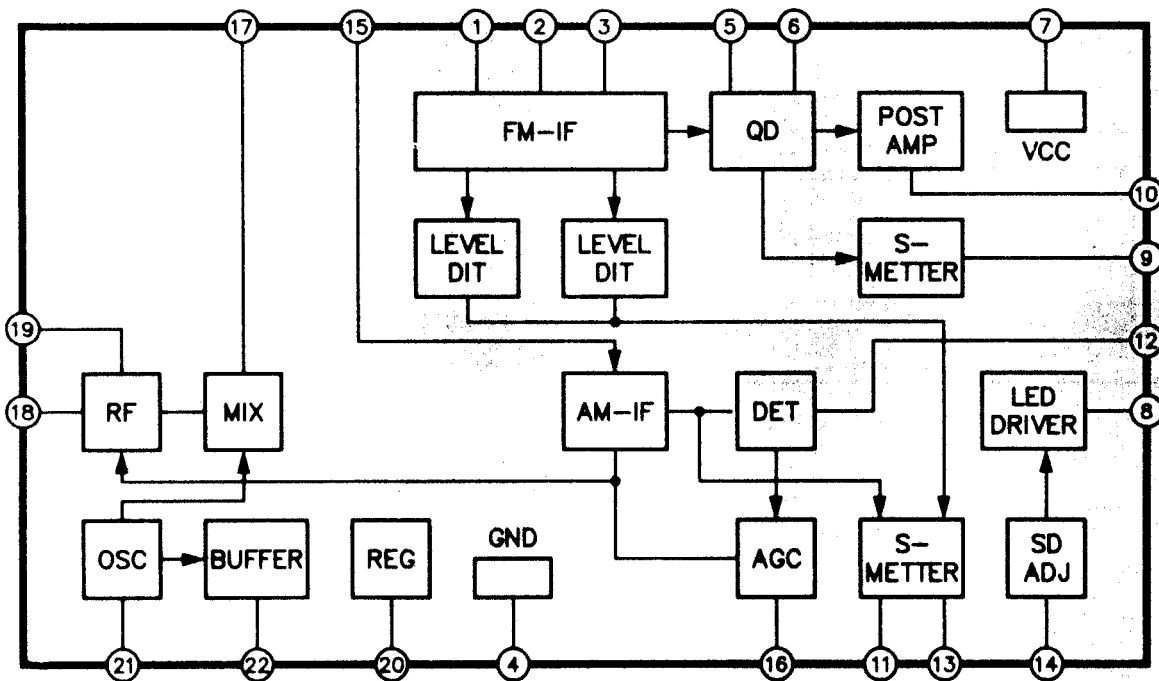 17 15 1 2 3 5 6 7
FM-IF
QD
POST
AMP
VCC
10
LEVEL
DIT
LEVEL
DIT
S-
METTER
9
19
12
18
RF
MIX
AM-IF
DET
LED
DRIVER
8
OSC
BUFFER
REG
GND
AGC
S-
METTER
SD
ADJ
21 22 20 4 16 11 13 14